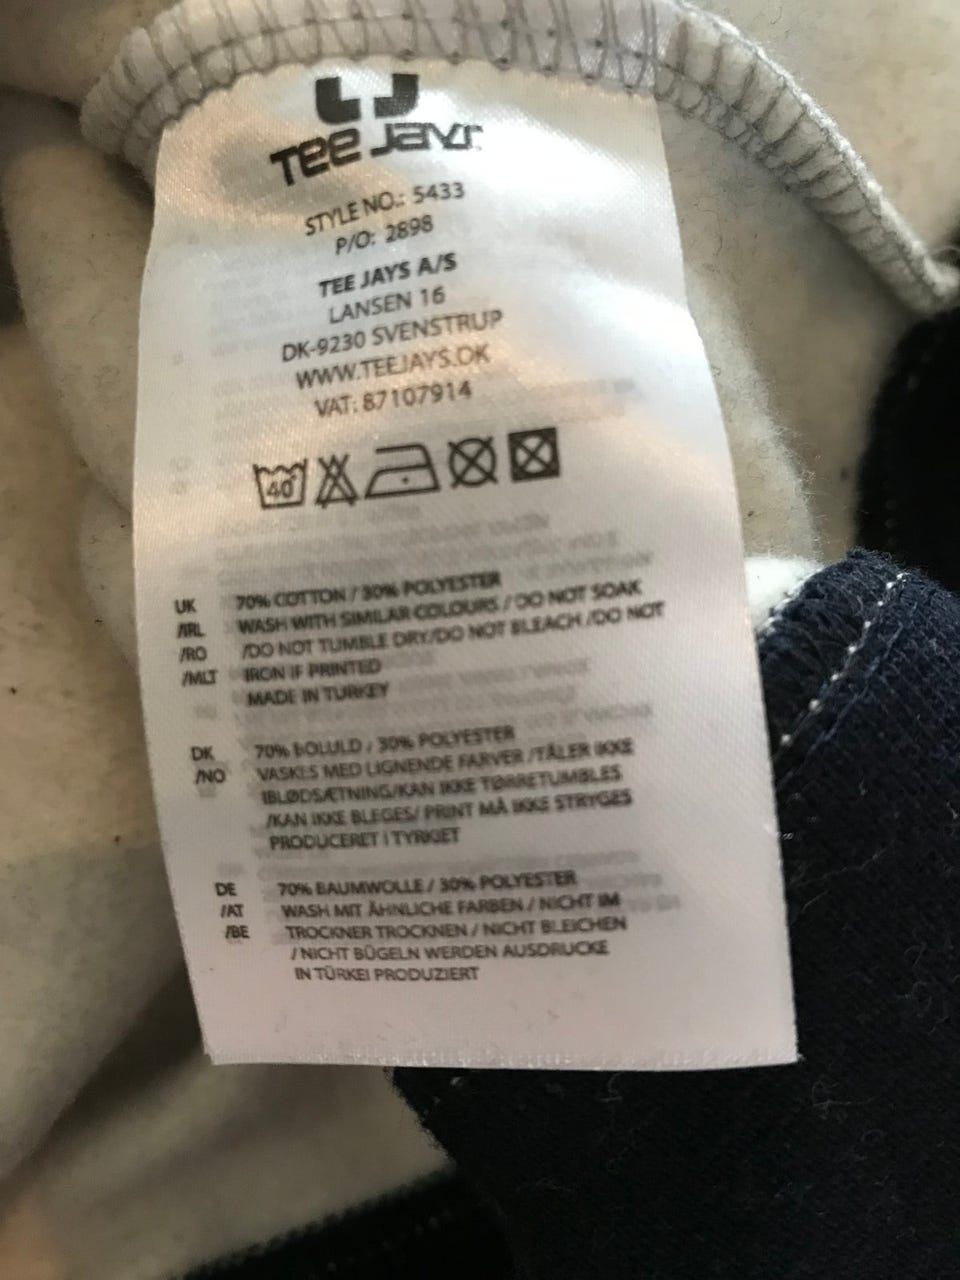 Tee Jays
STYLE NO.: 5433
P/O: 2898
TEE JAYS A/S
LANSEN 16
DK-9230 SVENSTRUP
WWW.TEEJAYS.DK
VAT: 87107914
40°
UK 70% COTTON / 30% POLYESTER
/IRL WASH WITH SIMILAR COLOURS / DO NOT SOAK
/RO /DO NOT TUMBLE DRY/DO NOT BLEACH /DO NOT
/MLT IRON IF PRINTED
MADE IN TURKEY
DK 70% BOLULD / 30% POLYESTER
/NO VASKES MED LIGNENDE FARVER /TÅLER IKKE
IBLØDSÆTNING/KAN IKKE TØRRETUMBLES
/KAN IKKE BLEGES/ PRINT MÅ IKKE STRYGES
PRODUCERET I TYRKIET
DE 70% BAUMWOLLE / 30% POLYESTER
/AT WASH MIT ÄHNLICHE FARBEN / NICHT IM
/BE TROCKNER TROCKNEN / NICHT BLEICHEN
/ NICHT BÜGELN WERDEN AUSDRUCKE
IN TÜRKEI PRODUZIERT